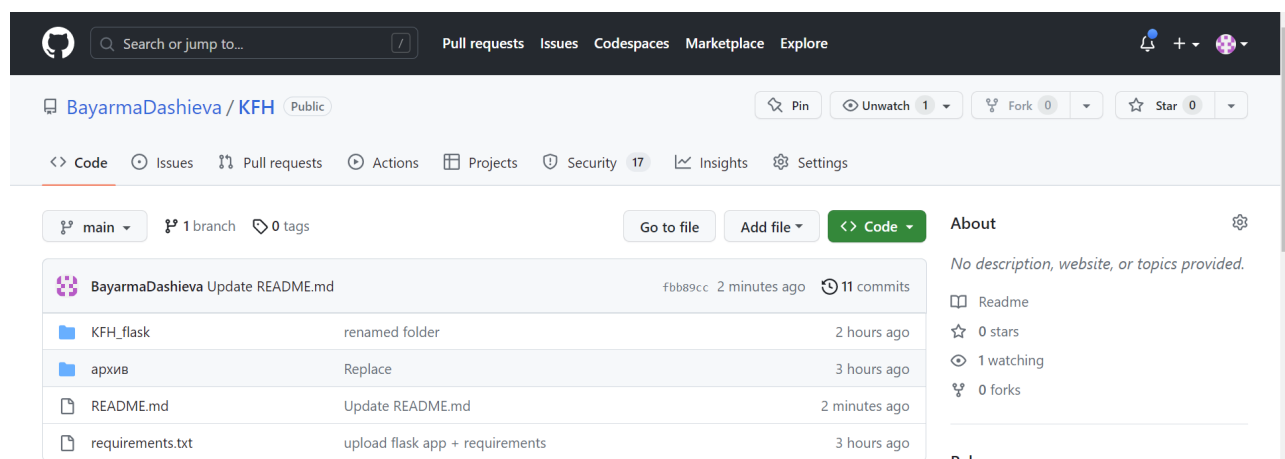 Search or jump to... / Pull requests Issues Codespaces Marketplace Explore
BayarmaDashieva / KFH Public Pin Unwatch 1 Fork 0 Star 0
Code Issues Pull requests Actions Projects Security 17 Insights Settings
main 1 branch 0 tags Go to file Add file Code
BayarmaDashieva Update README.md fbb89cc 2 minutes ago 11 commits
KFH_flask renamed folder 2 hours ago
архив Replace 3 hours ago
README.md Update README.md 2 minutes ago
requirements.txt upload flask app + requirements 3 hours ago
About
No description, website, or topics provided.
Readme
0 stars
1 watching
0 forks